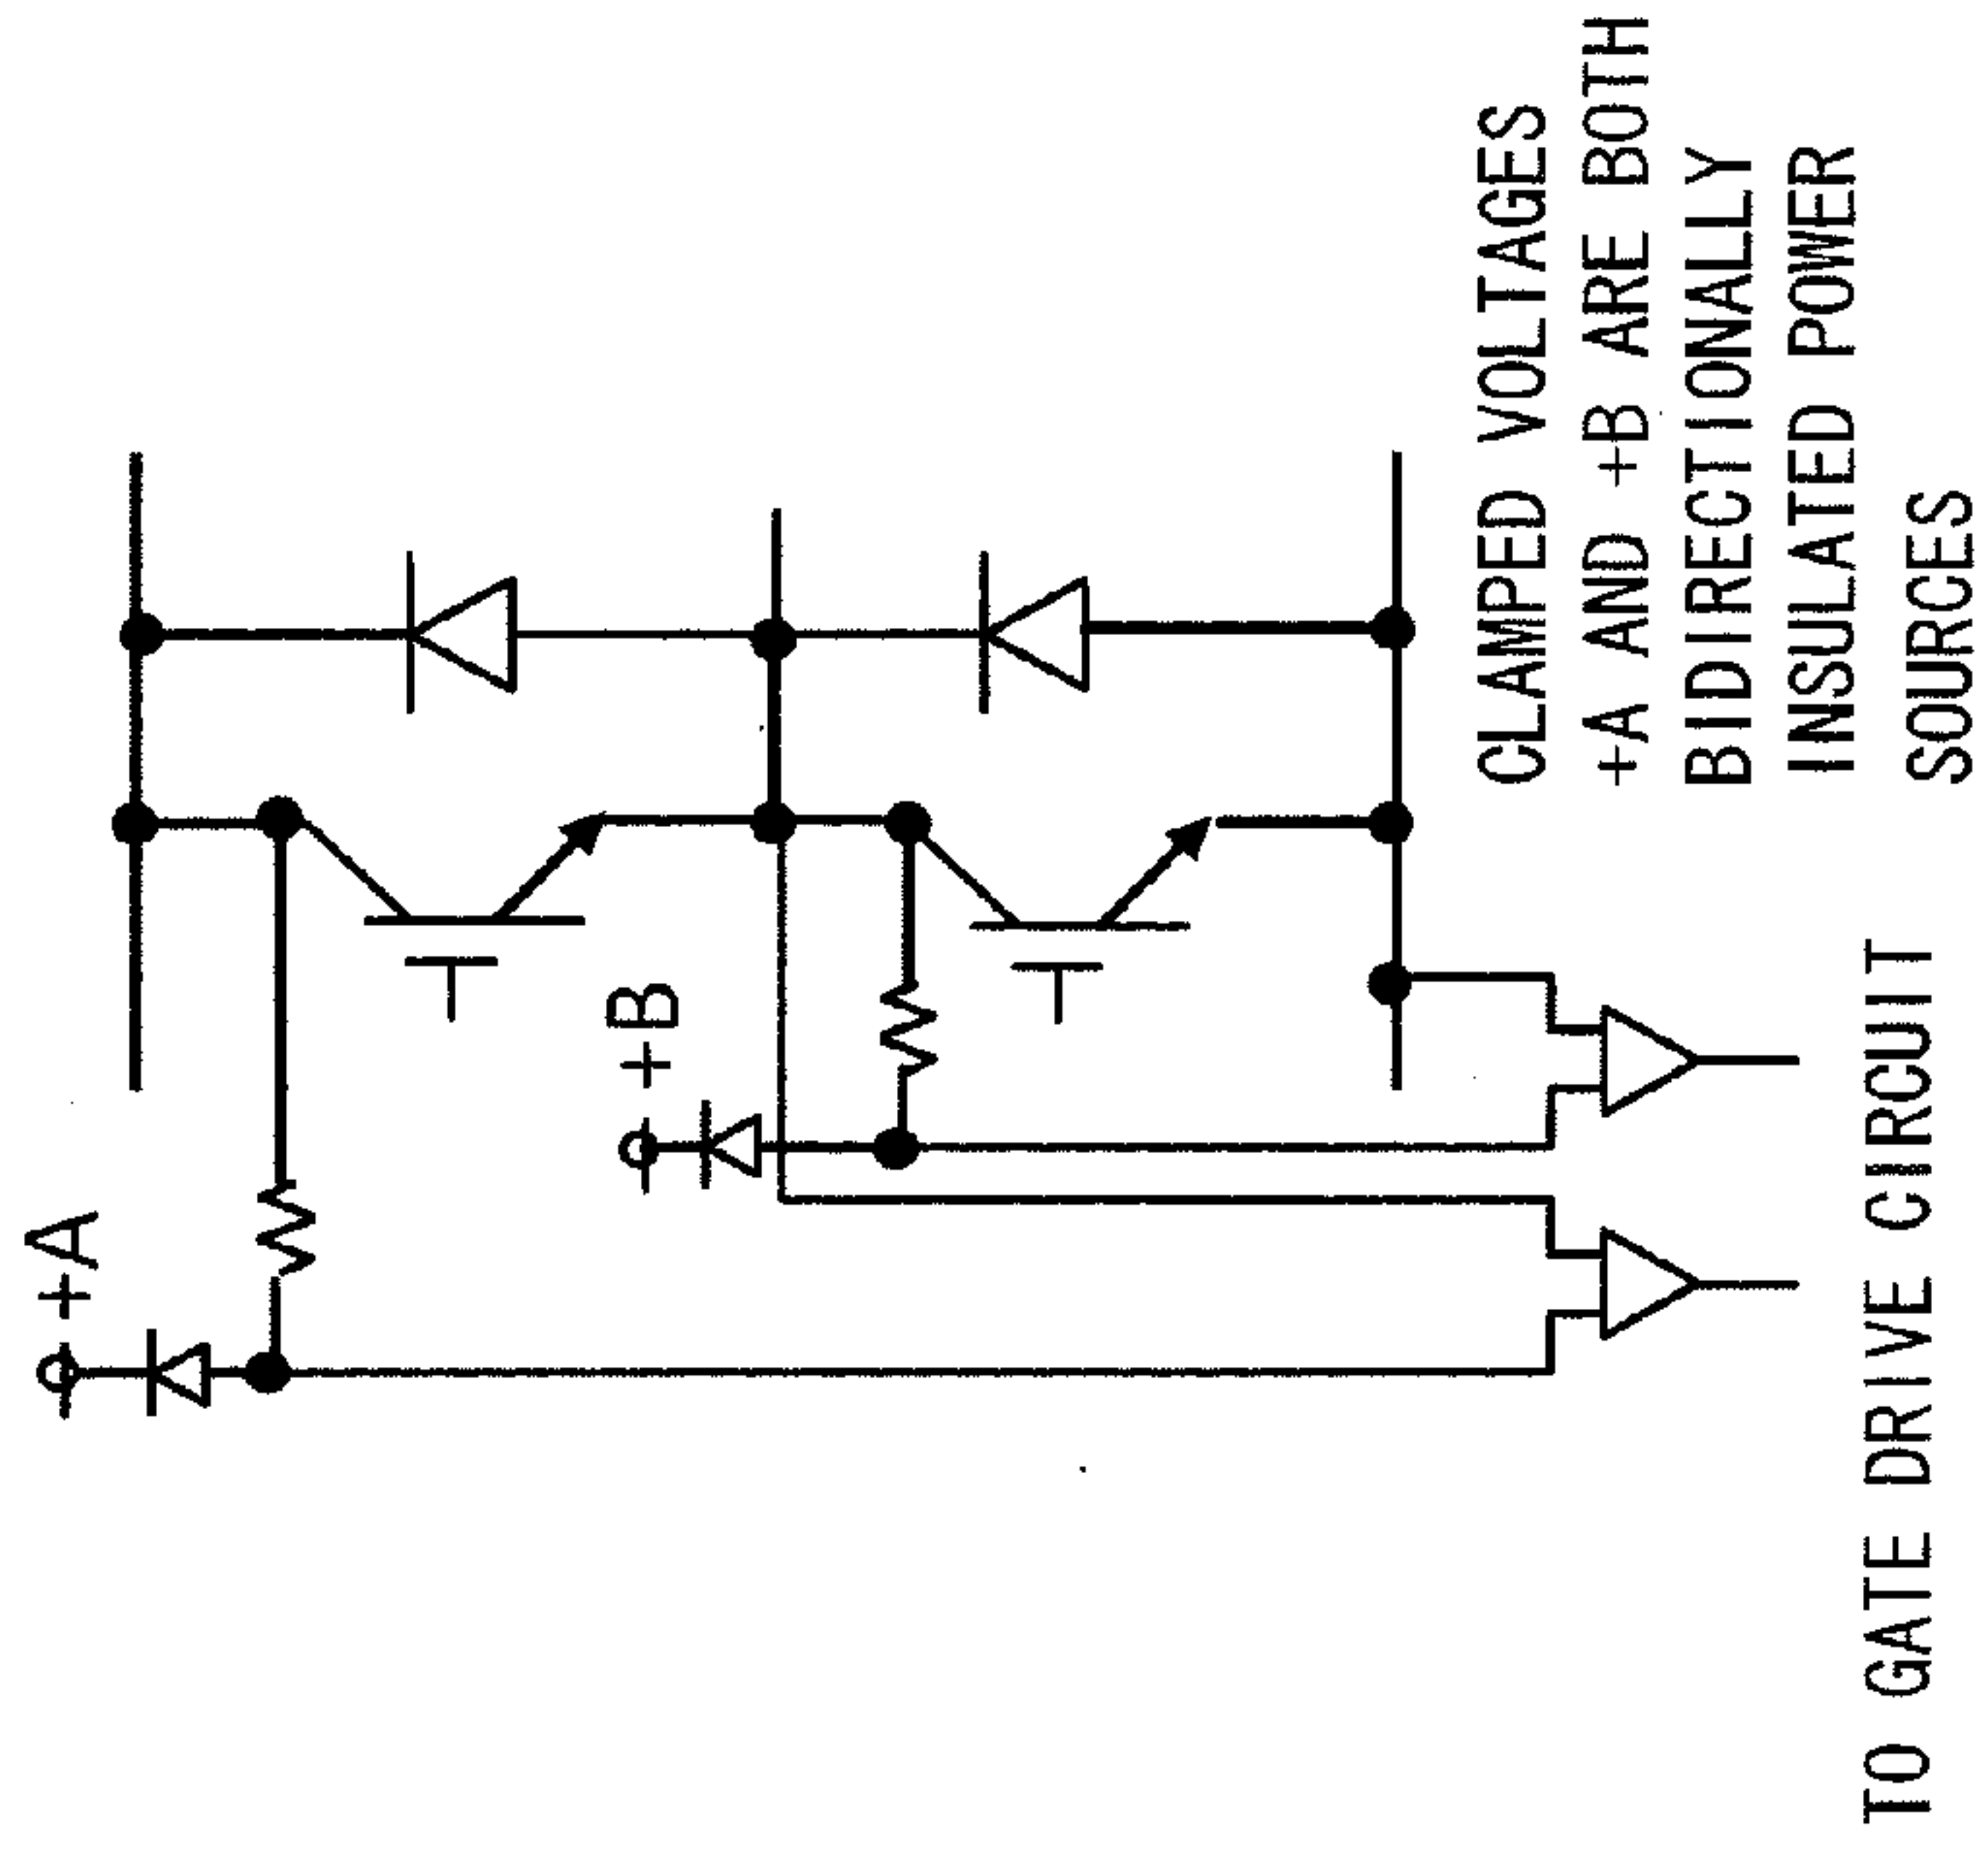 +A
+B
CLAMPED VOLTAGES
+A AND +B ARE BOTH
BIDIRECTIONALLY
INSULATED POWER
SOURCES
TO GATE DRIVE CIRCUIT